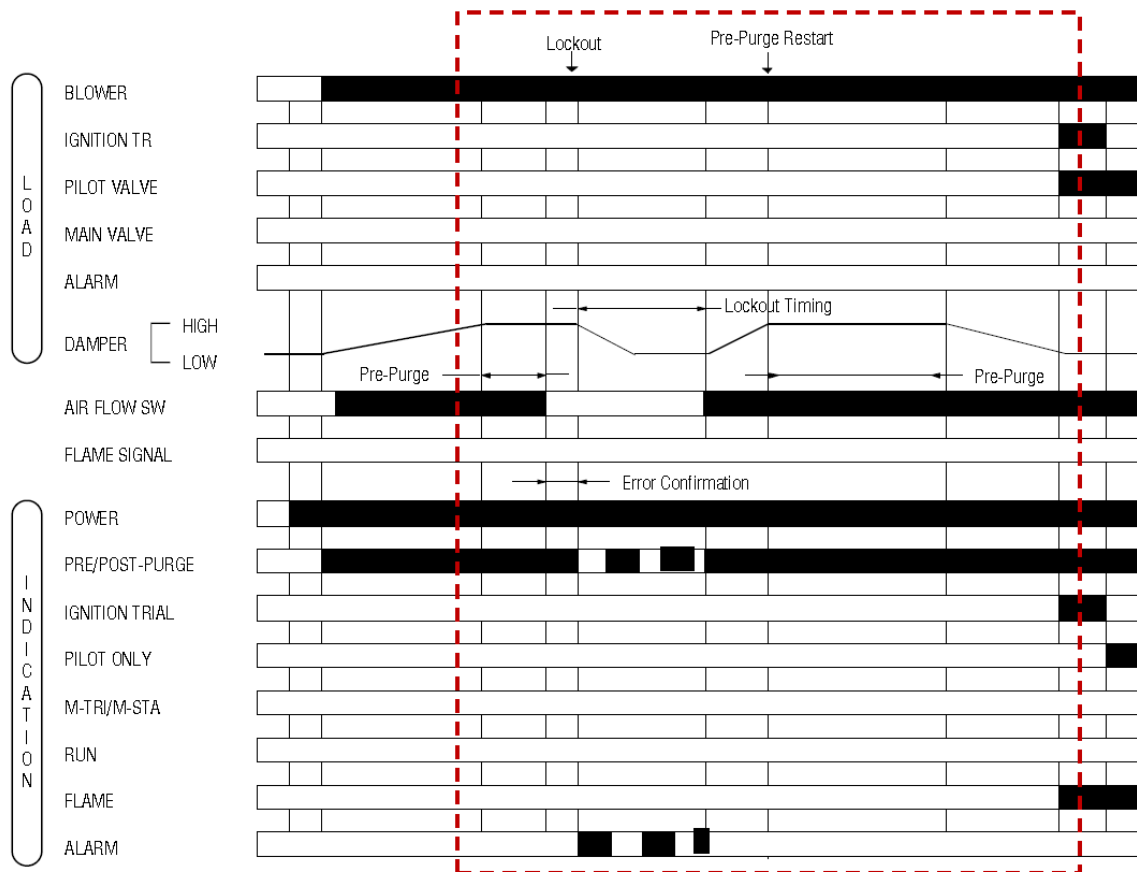 Lockout
Pre-Purge Restart
LOAD
BLOWER
IGNITION TR
PILOT VALVE
MAIN VALVE
ALARM
Lockout Timing
DAMPER
HIGH
LOW
Pre-Purge
Pre-Purge
AIR FLOW SW
FLAME SIGNAL
Error Confirmation
INDICATION
POWER
PRE/POST-PURGE
IGNITION TRIAL
PILOT ONLY
M-TRI/M-STA
RUN
FLAME
ALARM